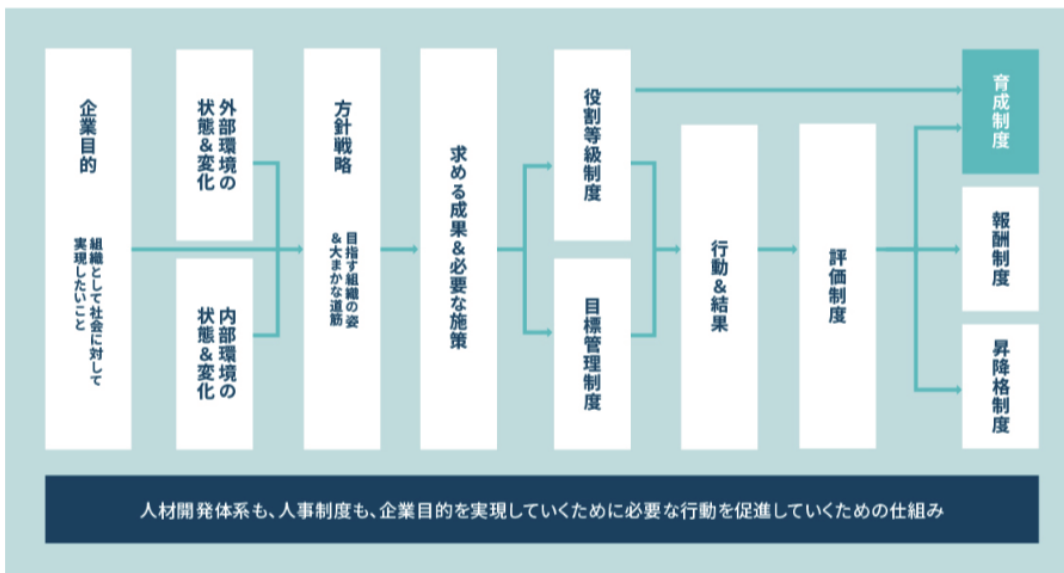 企業目的
組織として社会に対して
実現したいこと
外部環境の
状態&変化
内部環境の
状態&変化
方針戦略
目指す組織の姿
&大まかな道筋
求める成果&必要な施策
役割等級制度
目標管理制度
行動&結果
評価制度
育成制度
報酬制度
昇降格制度
人材開発体系も、人事制度も、企業目的を実現していくために必要な行動を促進していくための仕組み